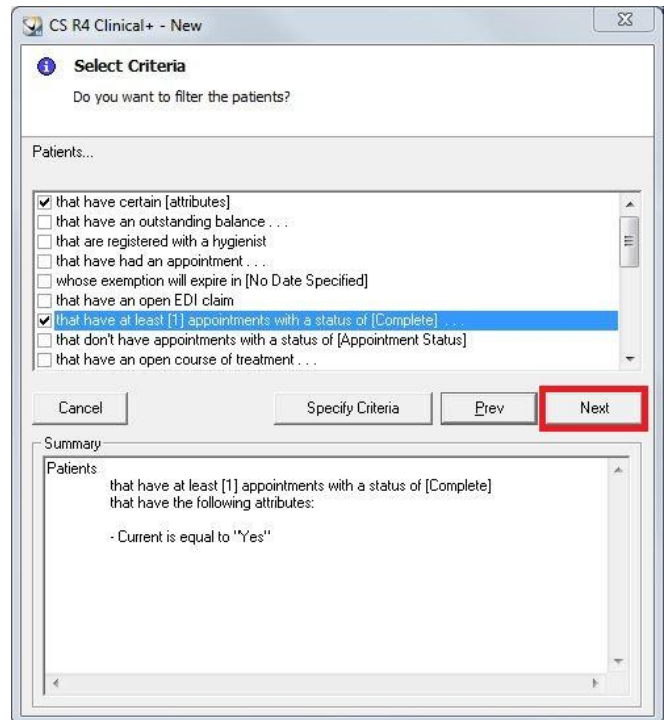 CS R4 Clinical+ - New
Select Criteria
Do you want to filter the patients?
Patients...
that have certain [attributes]
that have an outstanding balance . . .
that are registered with a hygienist
that have had an appointment . . .
whose exemption will expire in [No Date Specified]
that have an open EDI claim
that have at least [1] appointments with a status of [Complete] . . .
that don't have appointments with a status of [Appointment Status]
that have an open course of treatment . . .
Cancel Specify Criteria Prev Next
Summary
Patients
that have at least [1] appointments with a status of [Complete]
that have the following attributes:
- Current is equal to "Yes"